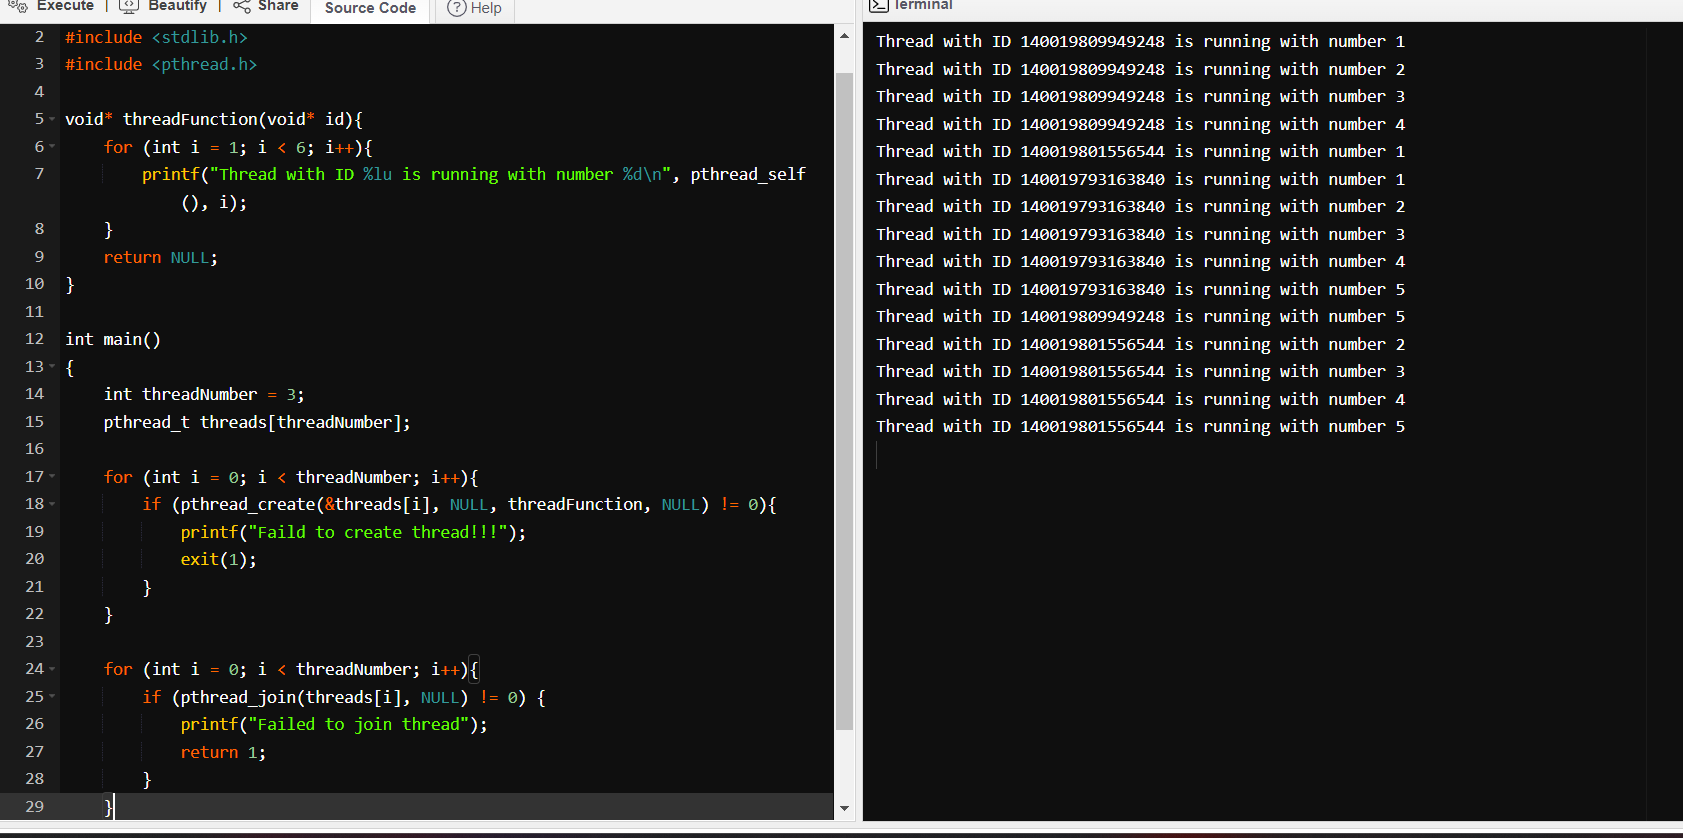 Execute | Beautify | Share Source Code Help
2 #include <stdlib.h>
3 #include <pthread.h>
4
5 void* threadFunction(void* id){
6 for (int i = 1; i < 6; i++){
7 printf("Thread with ID %lu is running with number %d\n", pthread_self
(), i);
8 }
9 return NULL;
10 }
11
12 int main()
13 {
14 int threadNumber = 3;
15 pthread_t threads[threadNumber];
16
17 for (int i = 0; i < threadNumber; i++){
18 if (pthread_create(&threads[i], NULL, threadFunction, NULL) != 0){
19 printf("Faild to create thread!!!");
20 exit(1);
21 }
22 }
23
24 for (int i = 0; i < threadNumber; i++){
25 if (pthread_join(threads[i], NULL) != 0) {
26 printf("Failed to join thread");
27 return 1;
28 }
29 }
Terminal
Thread with ID 140019809949248 is running with number 1
Thread with ID 140019809949248 is running with number 2
Thread with ID 140019809949248 is running with number 3
Thread with ID 140019809949248 is running with number 4
Thread with ID 140019801556544 is running with number 1
Thread with ID 140019793163840 is running with number 1
Thread with ID 140019793163840 is running with number 2
Thread with ID 140019793163840 is running with number 3
Thread with ID 140019793163840 is running with number 4
Thread with ID 140019793163840 is running with number 5
Thread with ID 140019809949248 is running with number 5
Thread with ID 140019801556544 is running with number 2
Thread with ID 140019801556544 is running with number 3
Thread with ID 140019801556544 is running with number 4
Thread with ID 140019801556544 is running with number 5